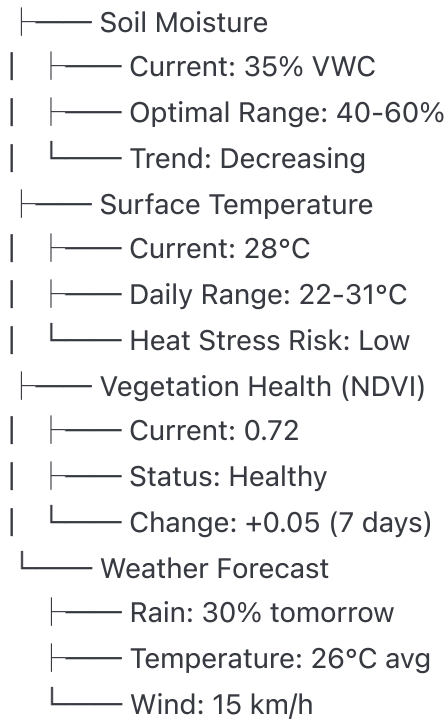 ├── Soil Moisture
│   ├── Current: 35% VWC
│   ├── Optimal Range: 40-60%
│   └── Trend: Decreasing
├── Surface Temperature
│   ├── Current: 28°C
│   ├── Daily Range: 22-31°C
│   └── Heat Stress Risk: Low
├── Vegetation Health (NDVI)
│   ├── Current: 0.72
│   ├── Status: Healthy
│   └── Change: +0.05 (7 days)
└── Weather Forecast
    ├── Rain: 30% tomorrow
    ├── Temperature: 26°C avg
    └── Wind: 15 km/h